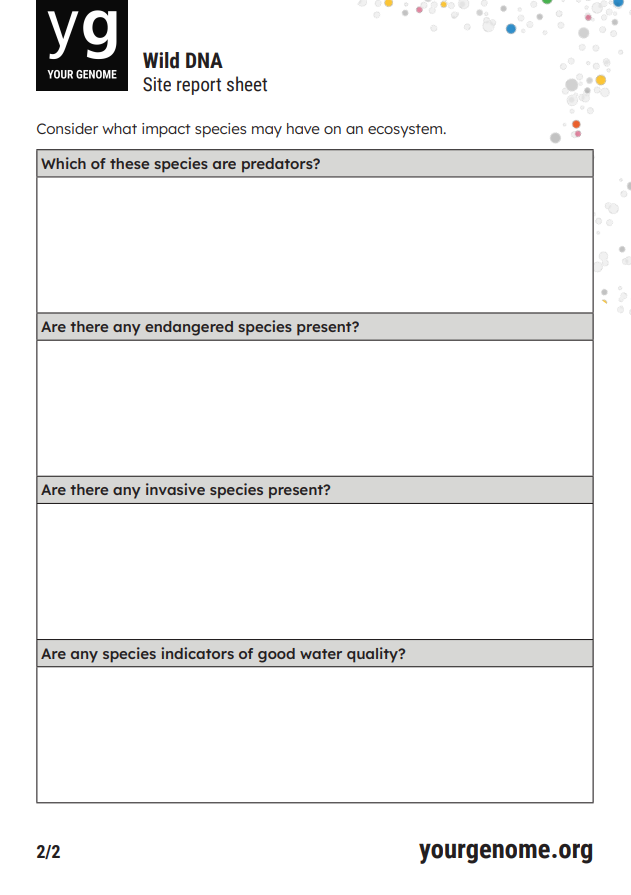 yg
YOUR GENOME
Wild DNA
Site report sheet
Consider what impact species may have on an ecosystem.
Which of these species are predators?
Are there any endangered species present?
Are there any invasive species present?
Are any species indicators of good water quality?
2/2
yourgenome.org